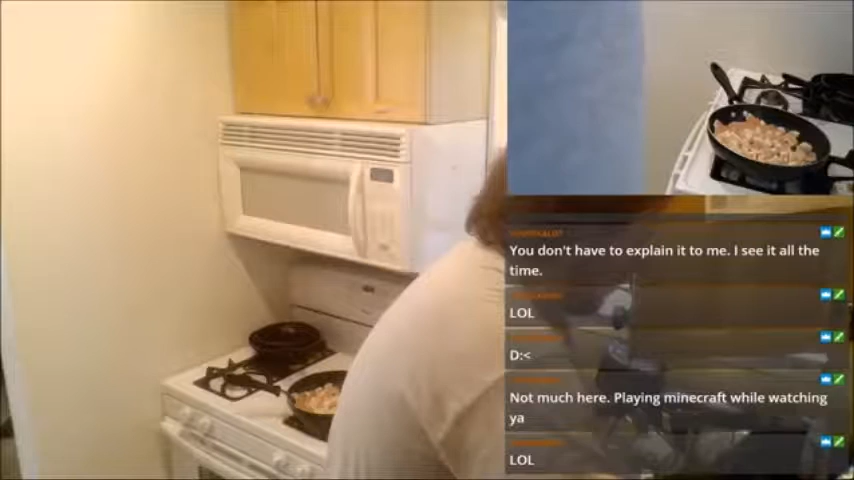 You don't have to explain it to me. I see it all the
time.
LOL
D:<
Not much here. Playing minecraft while watching
ya
LOL